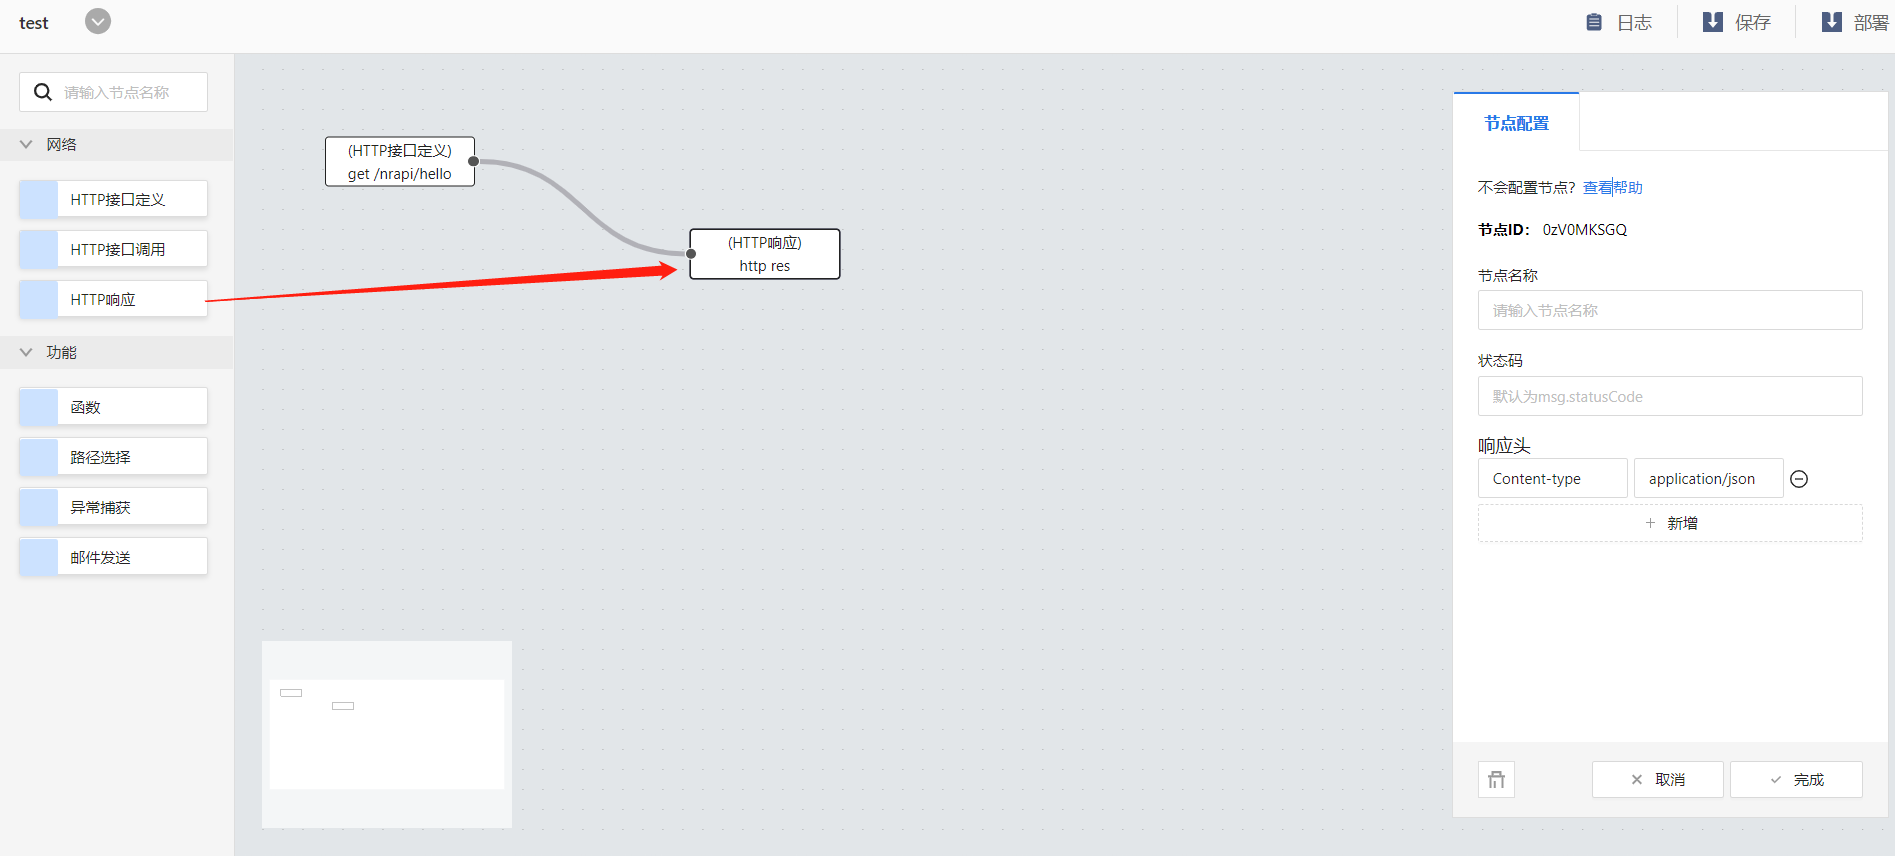 test
日志
保存
部署
请输入节点名称
网络
HTTP接口定义
HTTP接口调用
HTTP响应
功能
函数
路径选择
异常捕获
邮件发送
(HTTP接口定义)
get /nrapi/hello
(HTTP响应)
http res
节点配置
不会配置节点? 查看帮助
节点ID： 0zV0MKSGQ
节点名称
请输入节点名称
状态码
默认为msg.statusCode
响应头
Content-type application/json
+ 新增
取消 完成